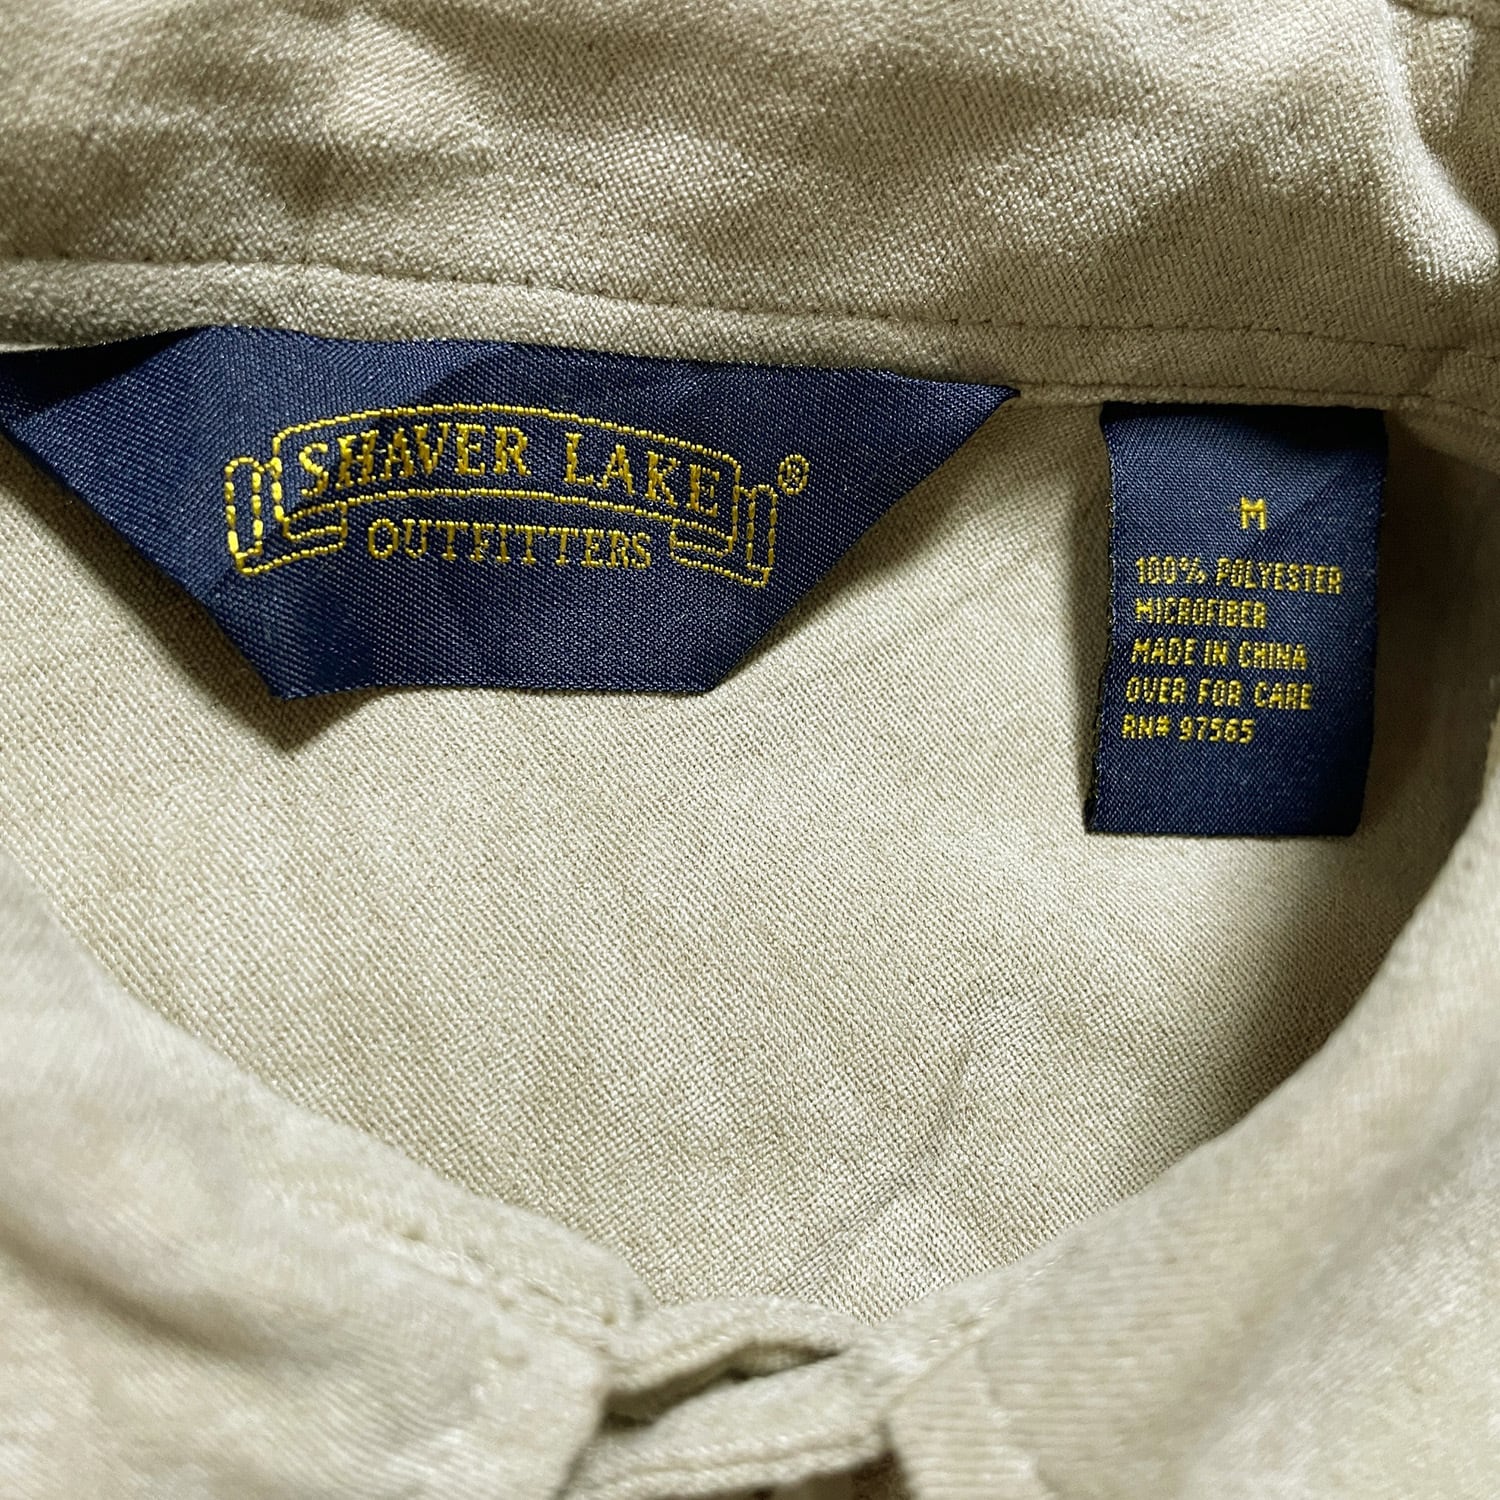 SHAVER LAKE®
OUTFITTERS
M
100% POLYESTER
MICROFIBER
MADE IN CHINA
OVER FOR CARE
RN# 97565